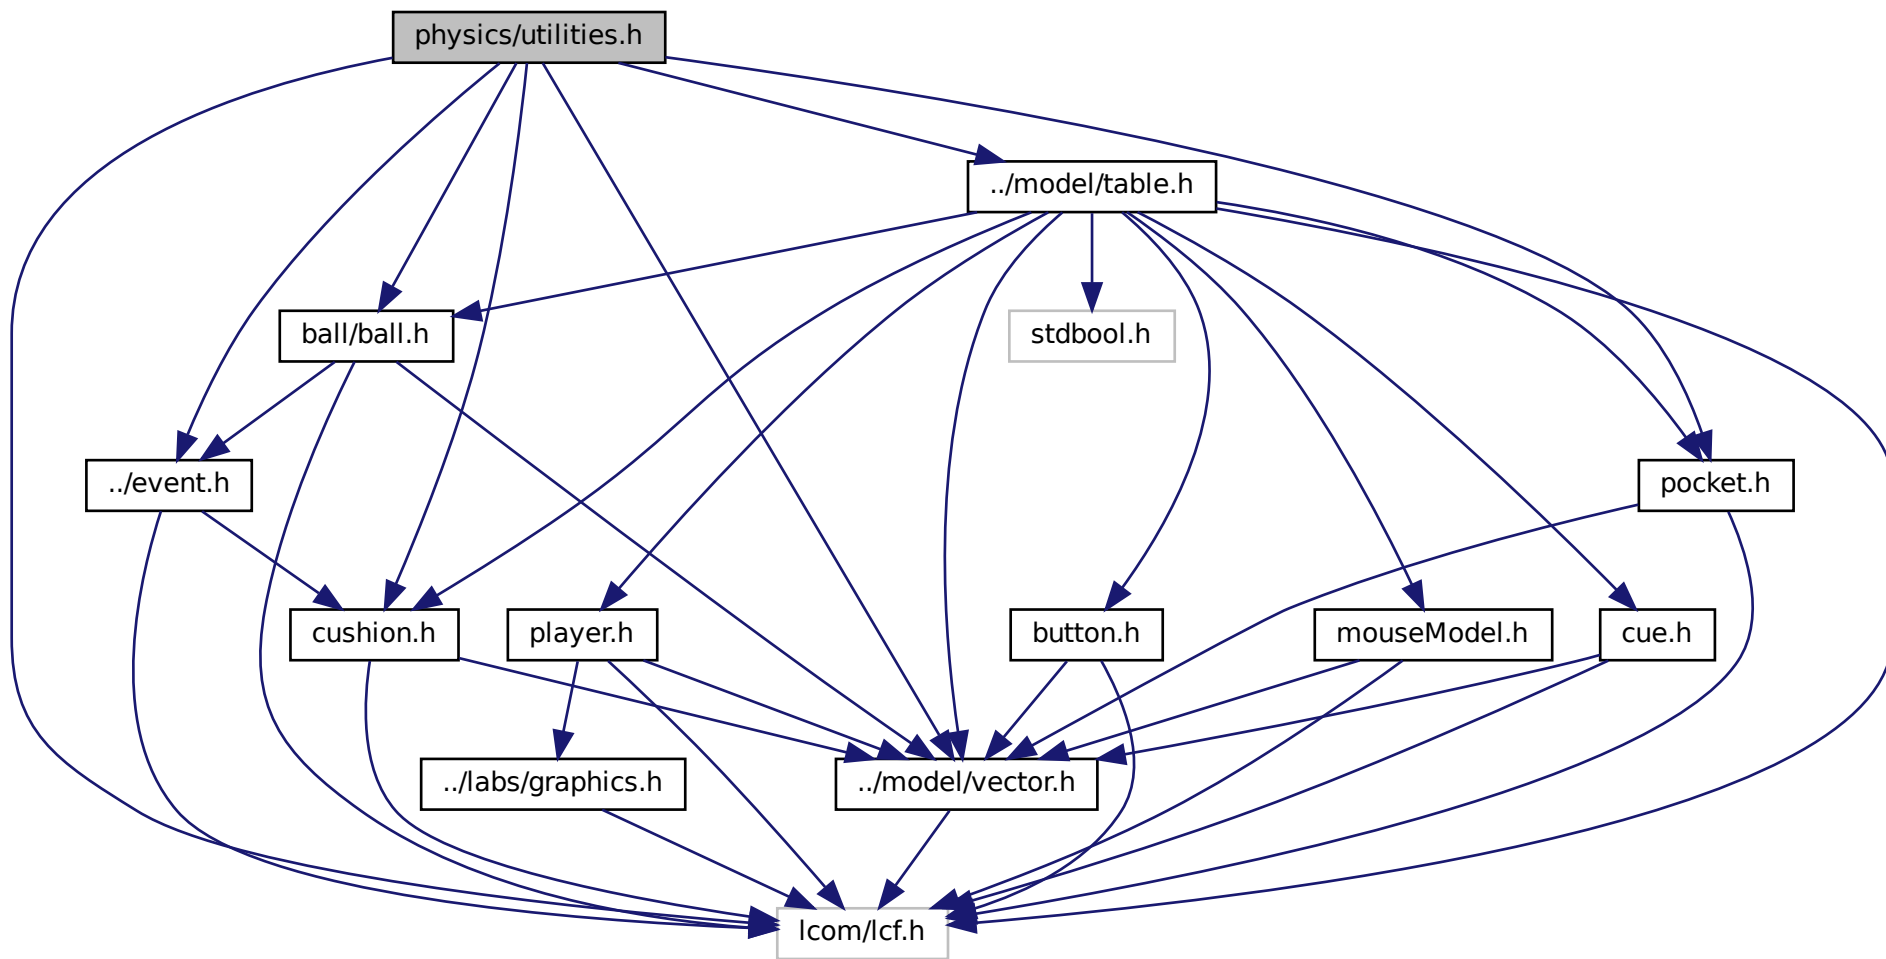 physics/utilities.h
../model/table.h
ball/ball.h
stdbool.h
../event.h
pocket.h
cushion.h
player.h
button.h
mouseModel.h
cue.h
../labs/graphics.h
../model/vector.h
lcom/lcf.h